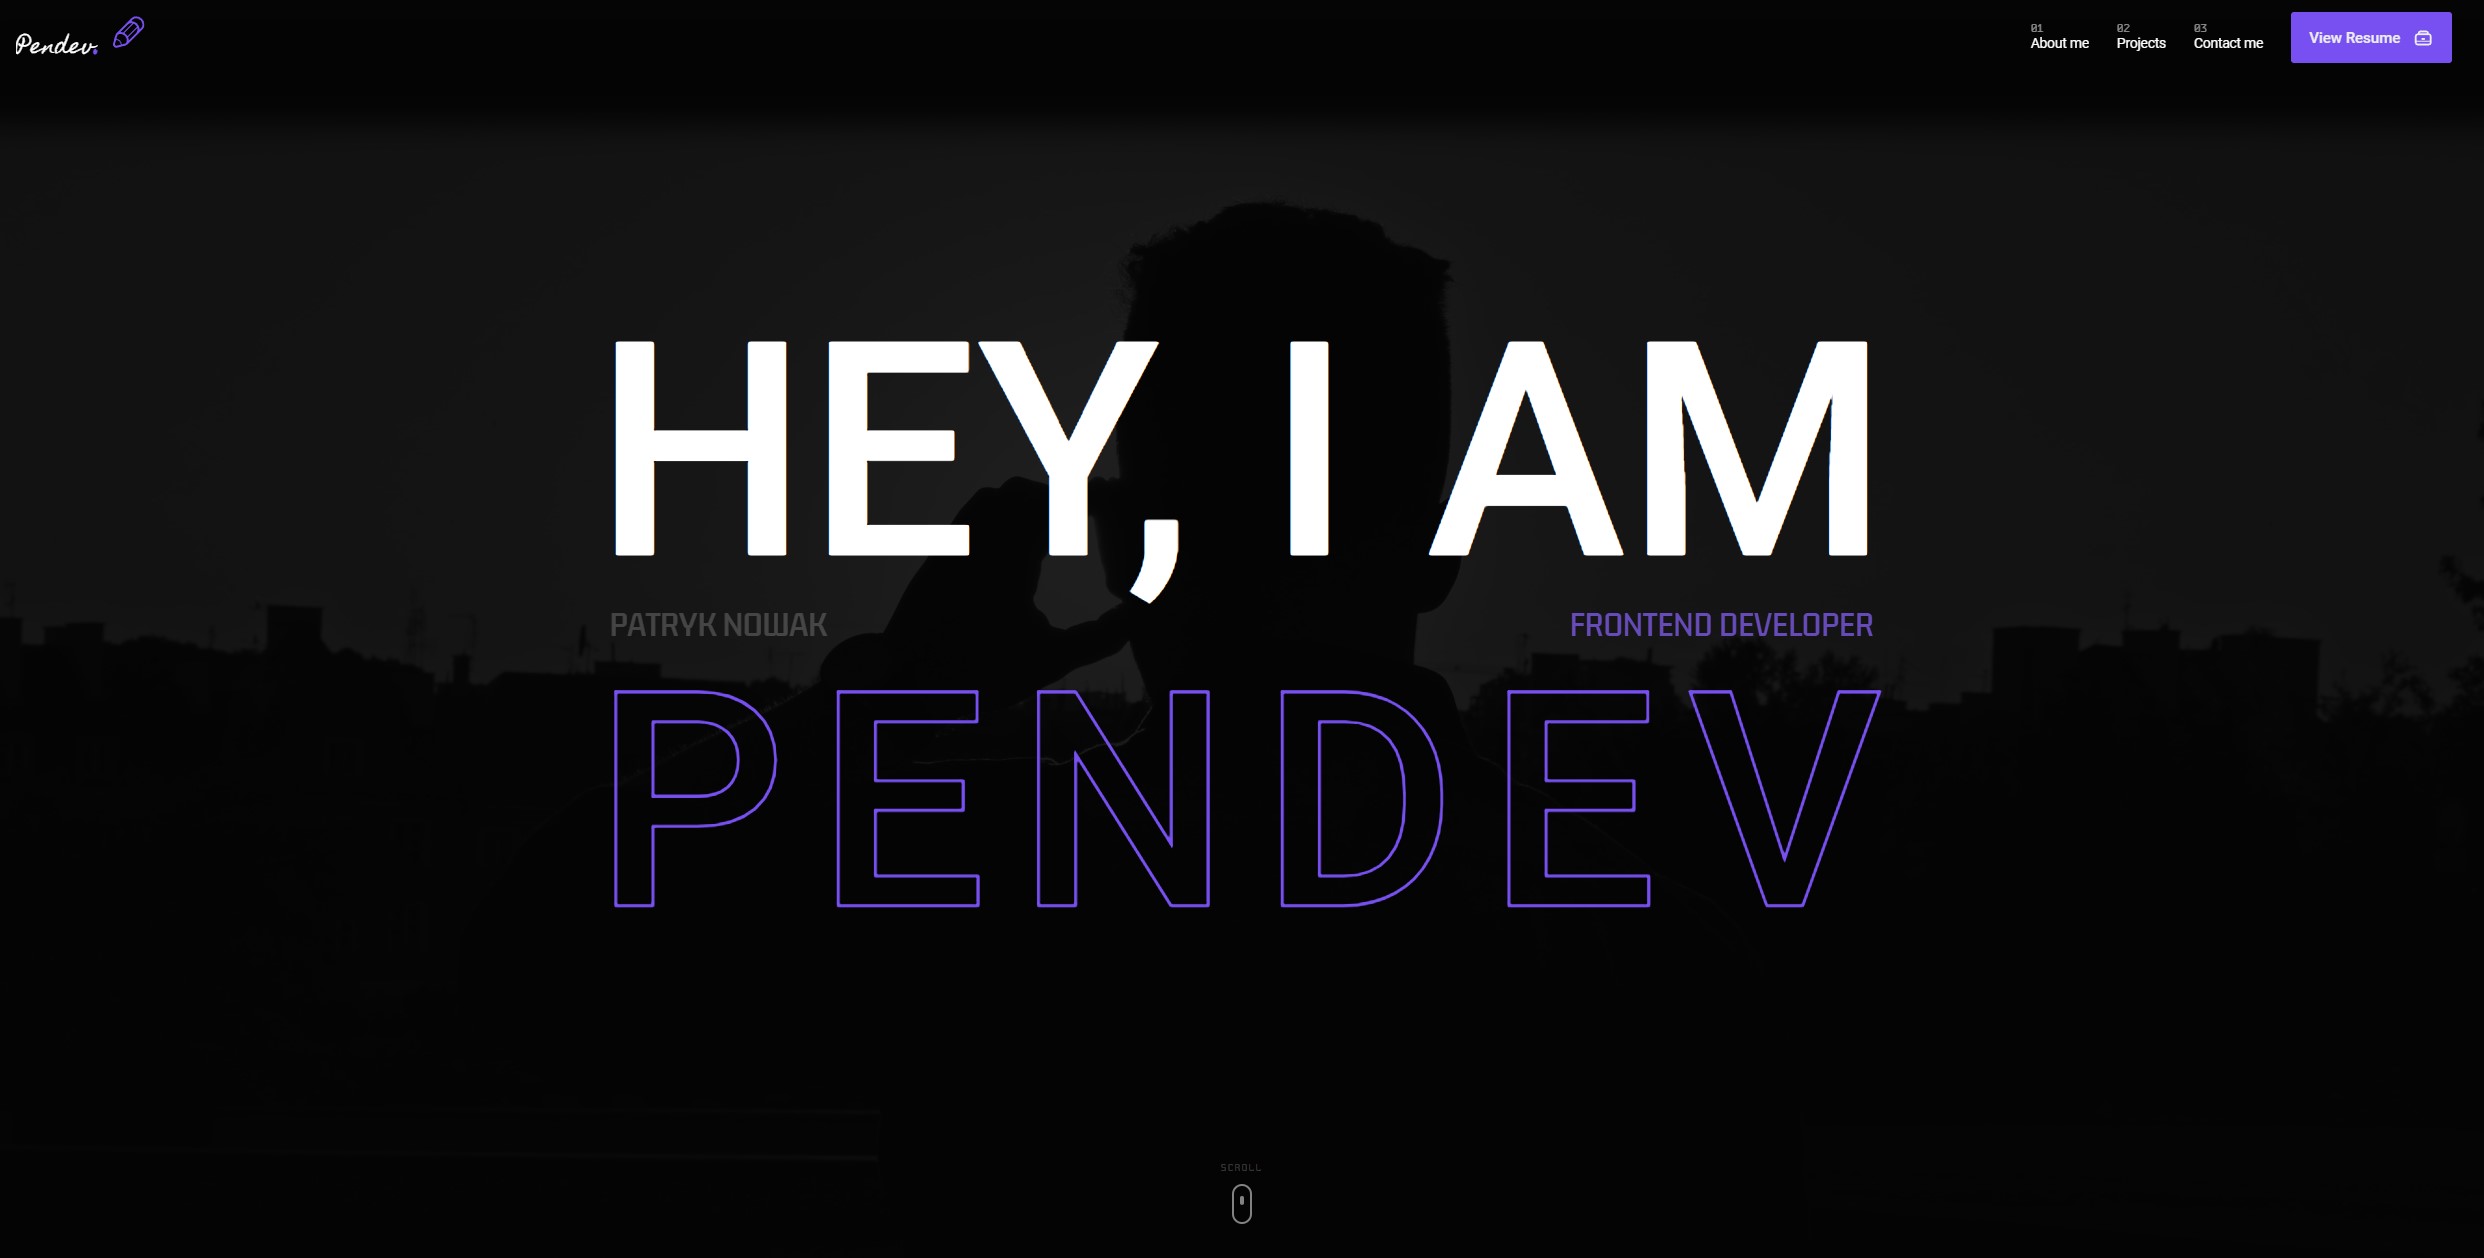 Pendev.
01 02 03
About me Projects Contact me View Resume
HEY, I AM
PATRYK NOWAK FRONTEND DEVELOPER
PENDEV
SCROLL